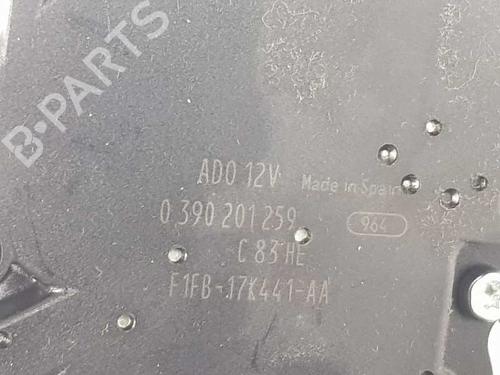 B-PARTS
ADO 12V Made in Spain
0 390 201 259 964
C 83 HE
F1FB-17K441-AA